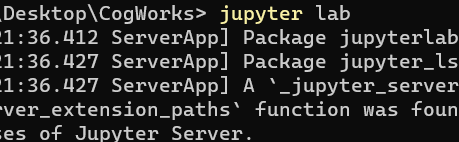 \Desktop\CogWorks> jupyter lab
21:36.412 ServerApp] Package jupyterlab
21:36.427 ServerApp] Package jupyter_ls
21:36.427 ServerApp] A `_jupyter_server
rver_extension_paths` function was foun
ses of Jupyter Server.